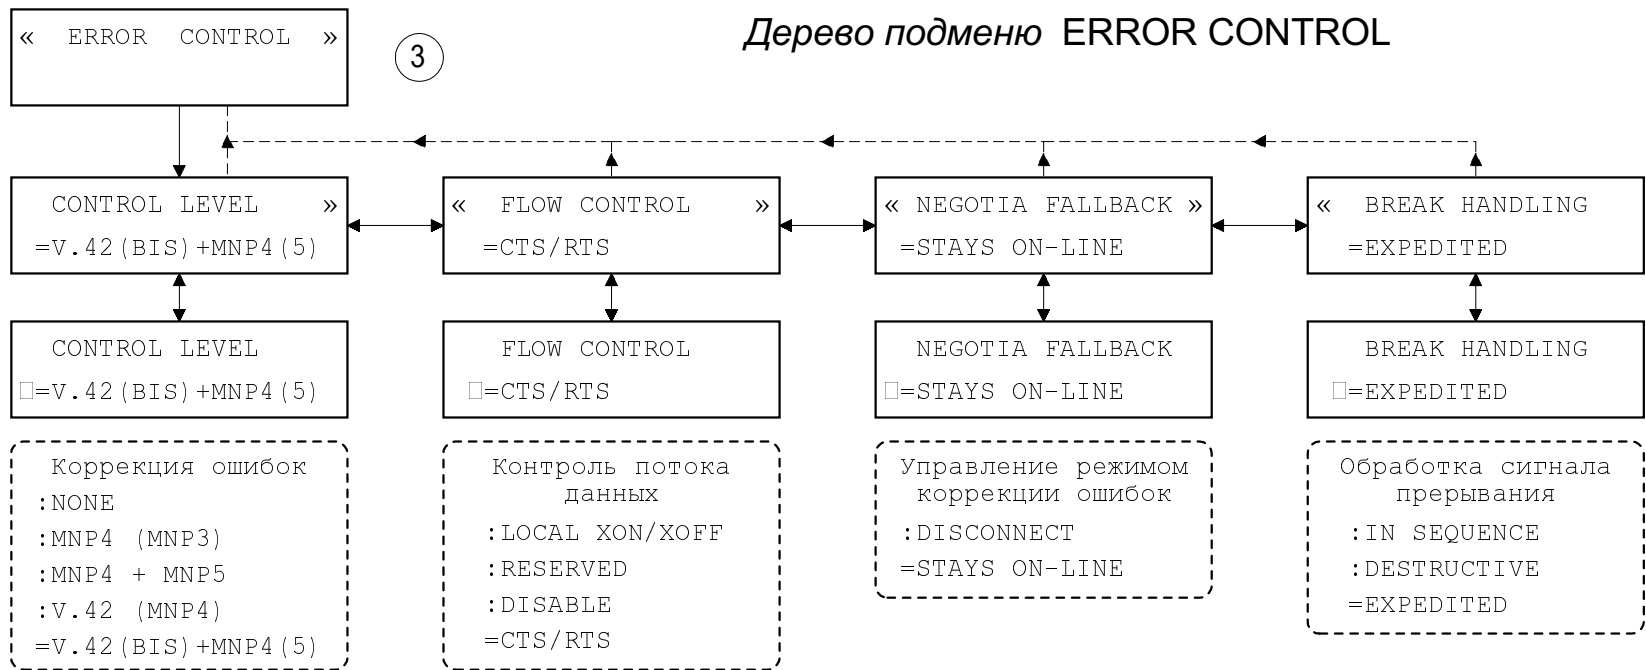 « ERROR CONTROL »
3
Дерево подменю ERROR CONTROL
CONTROL LEVEL »
=V.42(BIS)+MNP4(5)
« FLOW CONTROL »
=CTS/RTS
« NEGOTIA FALLBACK »
=STAYS ON-LINE
« BREAK HANDLING
=EXPEDITED
CONTROL LEVEL
□=V.42(BIS)+MNP4(5)
FLOW CONTROL
□=CTS/RTS
NEGOTIA FALLBACK
□=STAYS ON-LINE
BREAK HANDLING
□=EXPEDITED
Коррекция ошибок
:NONE
:MNP4 (MNP3)
:MNP4 + MNP5
:V.42 (MNP4)
=V.42(BIS)+MNP4(5)
Контроль потока
данных
:LOCAL XON/XOFF
:RESERVED
:DISABLE
=CTS/RTS
Управление режимом
коррекции ошибок
:DISCONNECT
=STAYS ON-LINE
Обработка сигнала
прерывания
:IN SEQUENCE
:DESTRUCTIVE
=EXPEDITED